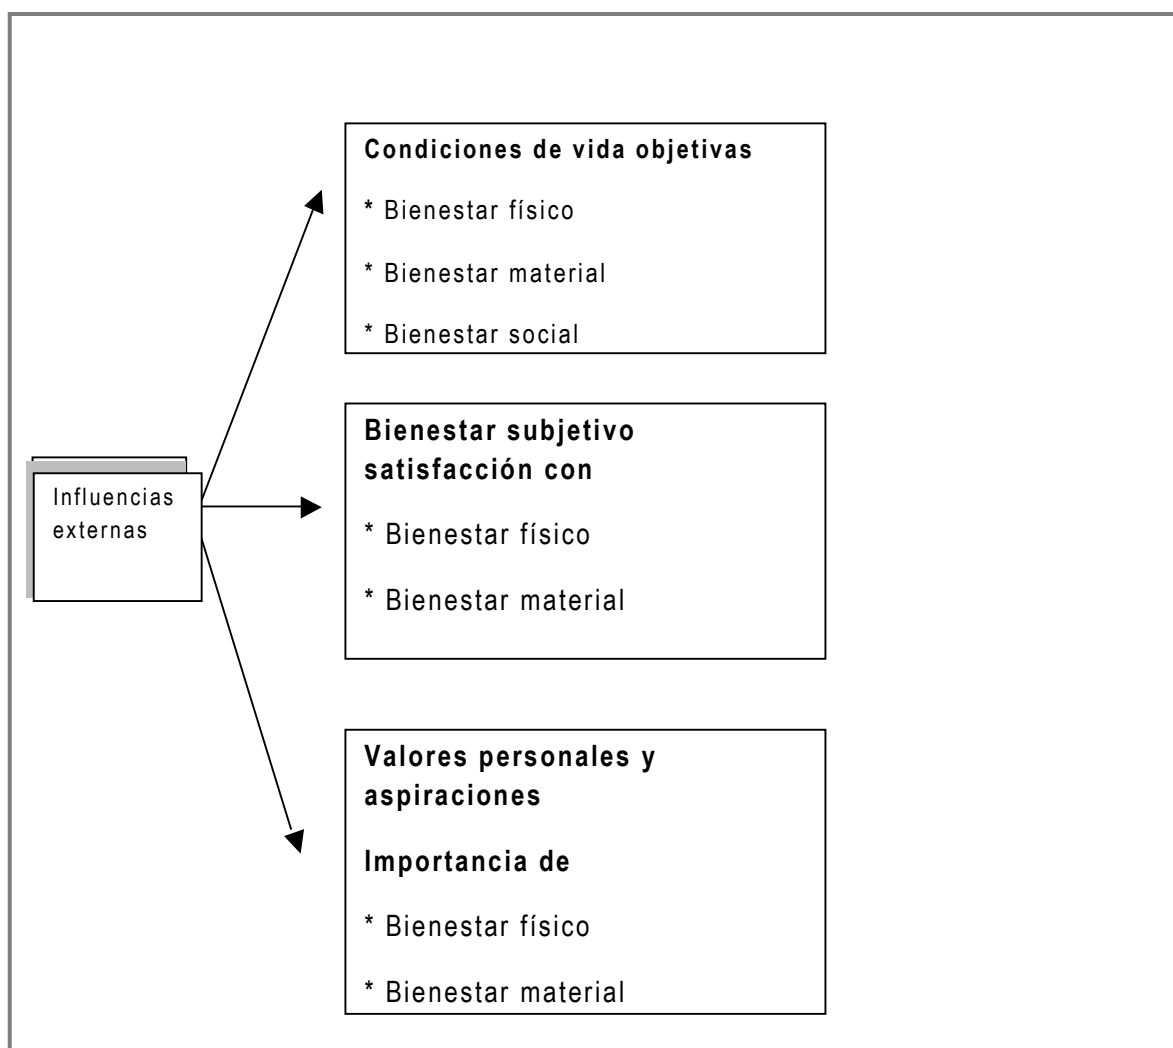 Condiciones de vida objetivas
* Bienestar físico
* Bienestar material
* Bienestar social
Bienestar subjetivo
satisfacción con
* Bienestar físico
* Bienestar material
Influencias
externas
Valores personales y
aspiraciones
Importancia de
* Bienestar físico
* Bienestar material